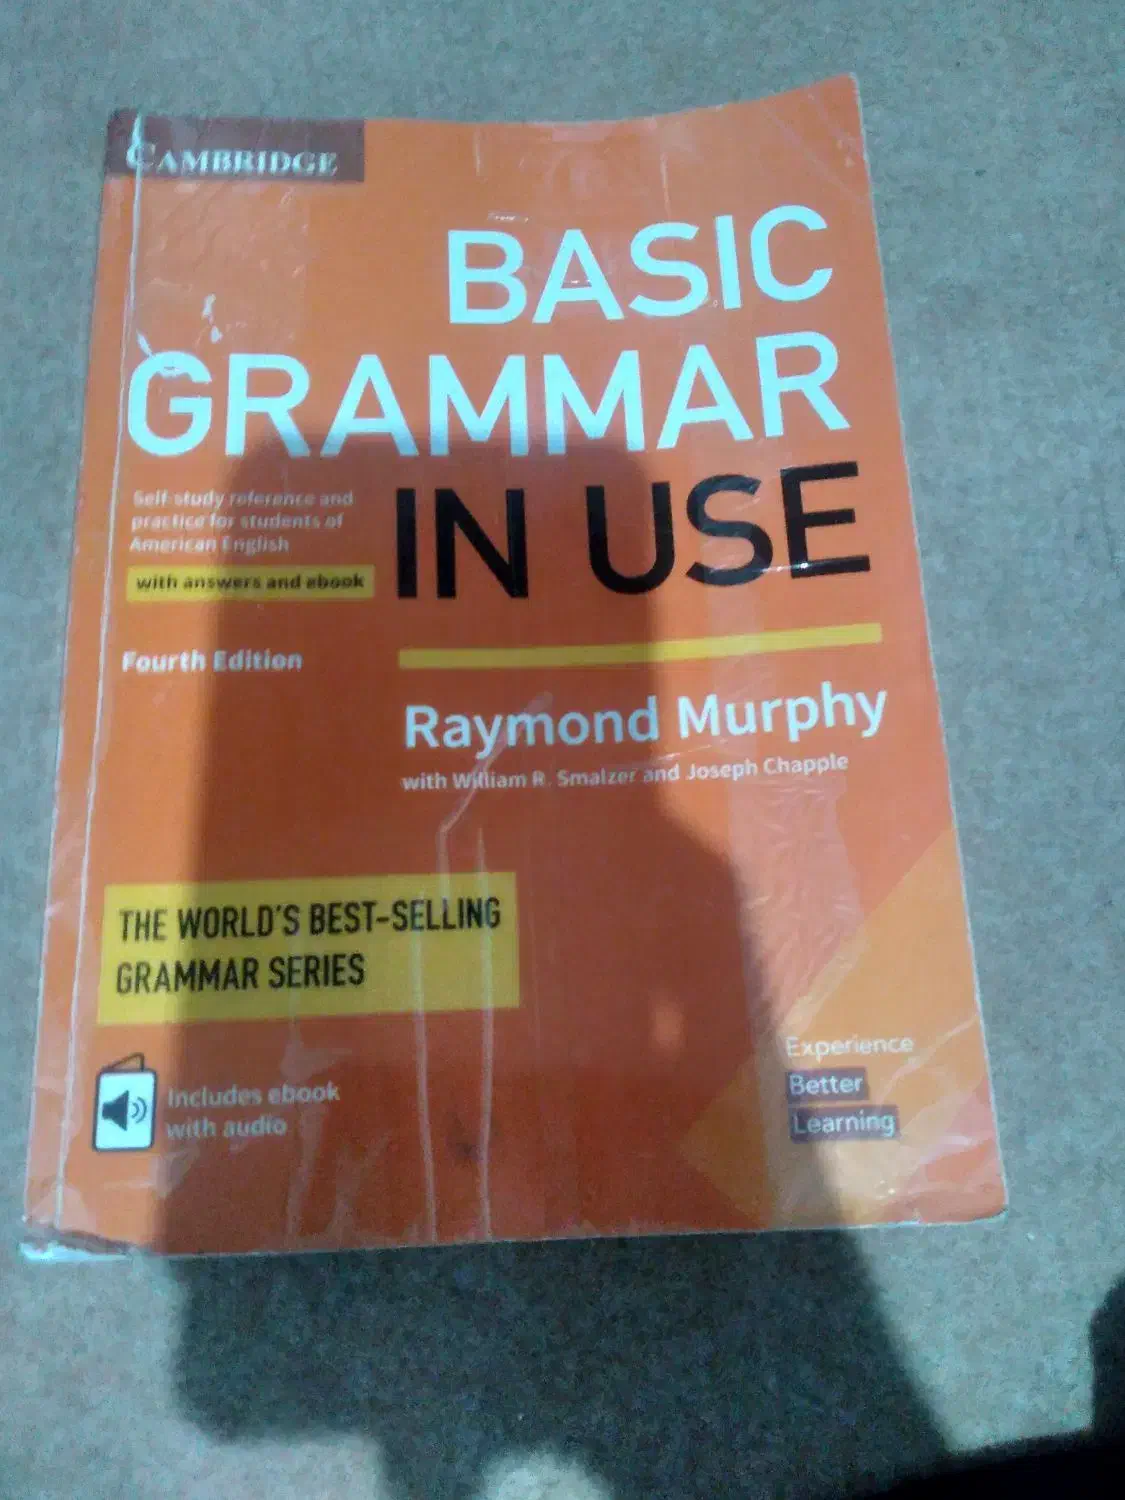 CAMBRIDGE
BASIC
GRAMMAR
IN USE
Self-study reference and
practice for students of
American English
with answers and ebook
Fourth Edition
Raymond Murphy
with William R. Smalzer and Joseph Chapple
THE WORLD'S BEST-SELLING
GRAMMAR SERIES
Includes ebook
with audio
Experience
Better
Learning